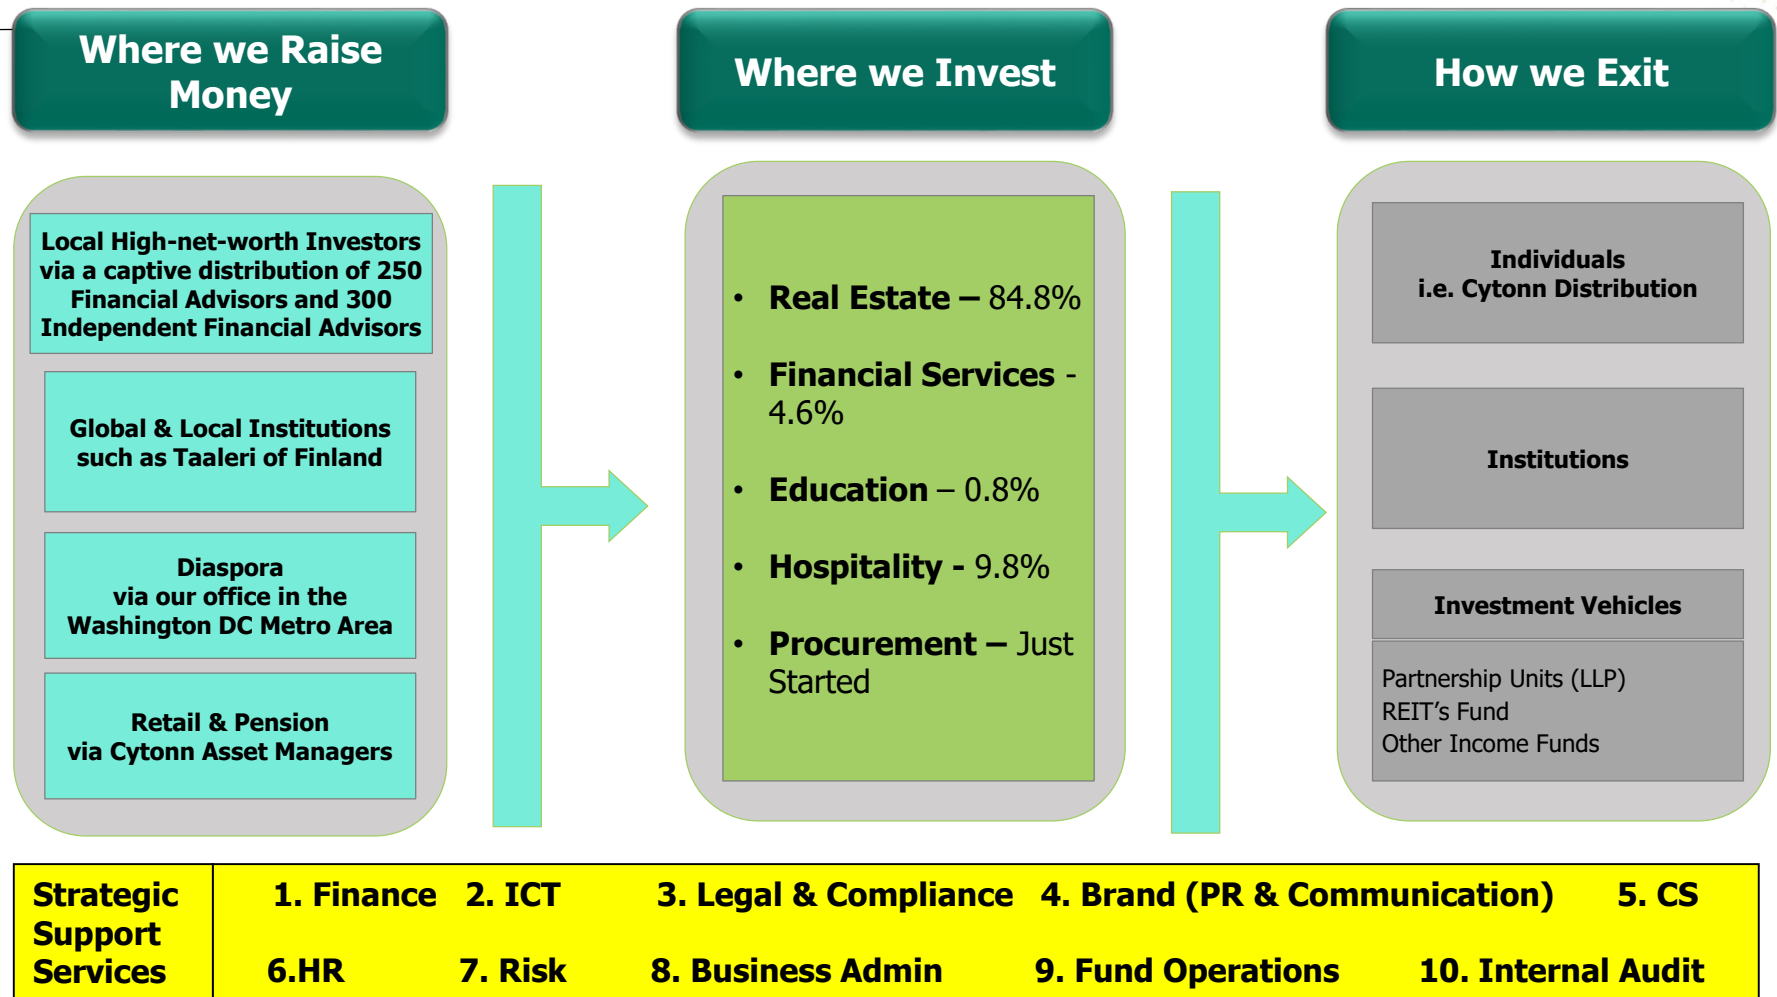 Where we Raise
Money
Where we Invest
How we Exit
Local High-net-worth Investors
via a captive distribution of 250
Financial Advisors and 300
Independent Financial Advisors
Global & Local Institutions
such as Taaleri of Finland
Diaspora
via our office in the
Washington DC Metro Area
Retail & Pension
via Cytonn Asset Managers
• Real Estate – 84.8%
• Financial Services -
4.6%
• Education – 0.8%
• Hospitality - 9.8%
• Procurement – Just
Started
Individuals
i.e. Cytonn Distribution
Institutions
Investment Vehicles
Partnership Units (LLP)
REIT’s Fund
Other Income Funds
Strategic
Support
Services
1. Finance 2. ICT 3. Legal & Compliance 4. Brand (PR & Communication) 5. CS
6.HR 7. Risk 8. Business Admin 9. Fund Operations 10. Internal Audit